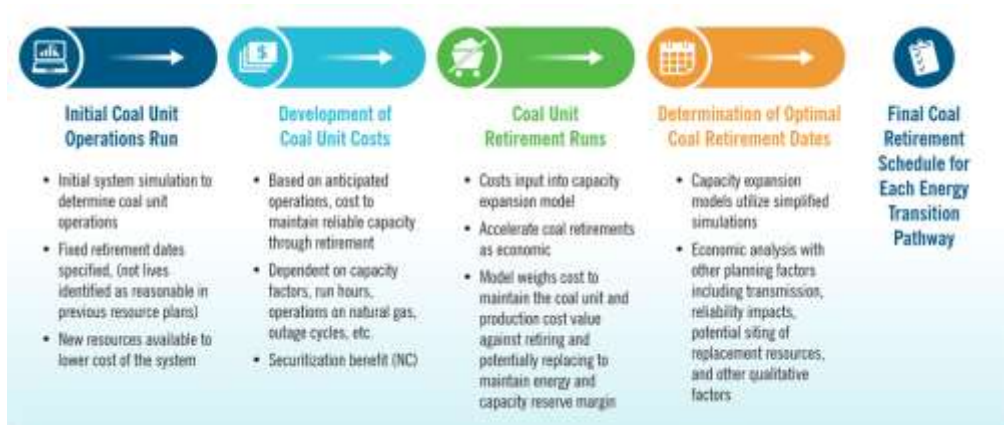 Initial Coal Unit
Operations Run
• Initial system simulation to
determine coal unit
operations
• Fixed retirement dates
specified, (not lives
identified as reasonable in
previous resource plans)
• New resources available to
lower cost of the system
$
Development of
Coal Unit Costs
• Based on anticipated
operations, cost to
maintain reliable capacity
through retirement
• Dependent on capacity
factors, run hours,
operations on natural gas,
outage cycles, etc
• Securitization benefit (NC)
Coal Unit
Retirement Runs
• Costs input into capacity
expansion model
• Accelerate coal retirements
as economic
• Model weighs cost to
maintain the coal unit and
production cost value
against retiring and
potentially replacing to
maintain energy and
capacity reserve margin
Determination of Optimal
Coal Retirement Dates
• Capacity expansion
models utilize simplified
simulations
• Economic analysis with
other planning factors
including transmission,
reliability impacts,
potential siting of
replacement resources,
and other qualitative
factors
Final Coal
Retirement
Schedule for
Each Energy
Transition
Pathway